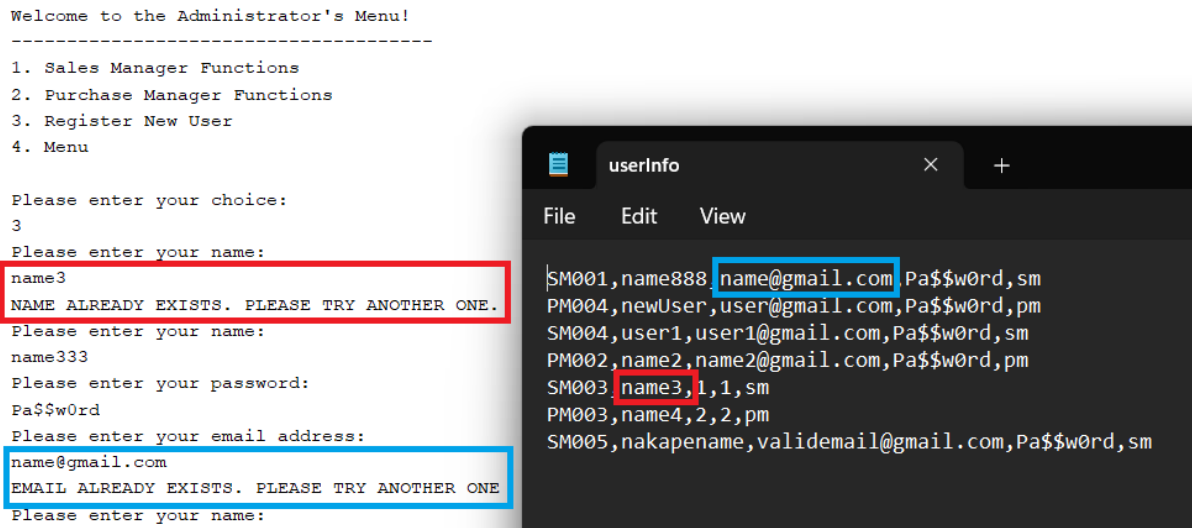 Welcome to the Administrator's Menu!
--------------------------------------
1. Sales Manager Functions
2. Purchase Manager Functions
3. Register New User
4. Menu
Please enter your choice:
3
Please enter your name:
name3
NAME ALREADY EXISTS. PLEASE TRY ANOTHER ONE.
Please enter your name:
name333
Please enter your password:
Pa$$w0rd
Please enter your email address:
name@gmail.com
EMAIL ALREADY EXISTS. PLEASE TRY ANOTHER ONE
Please enter your name:
userInfo
File Edit View
SM001,name888,name@gmail.com,Pa$$w0rd,sm
PM004,newUser,user@gmail.com,Pa$$w0rd,pm
SM004,user1,user1@gmail.com,Pa$$w0rd,sm
PM002,name2,name2@gmail.com,Pa$$w0rd,pm
SM003,name3,1,1,sm
PM003,name4,2,2,pm
SM005,nakapename,validemail@gmail.com,Pa$$w0rd,sm